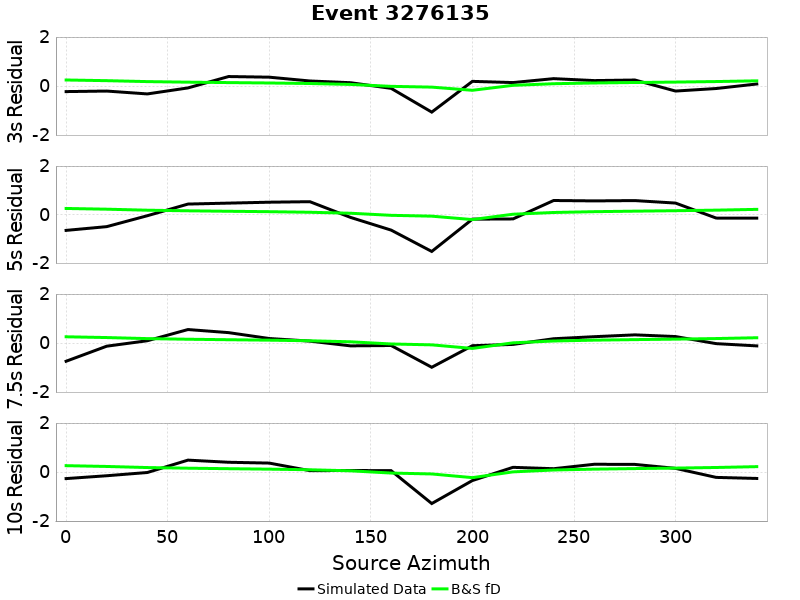 Event 3276135
3s Residual
2
0
-2
5s Residual
2
0
-2
7.5s Residual
2
0
-2
10s Residual
2
0
-2
0 50 100 150 200 250 300
Source Azimuth
Simulated Data B&S fD